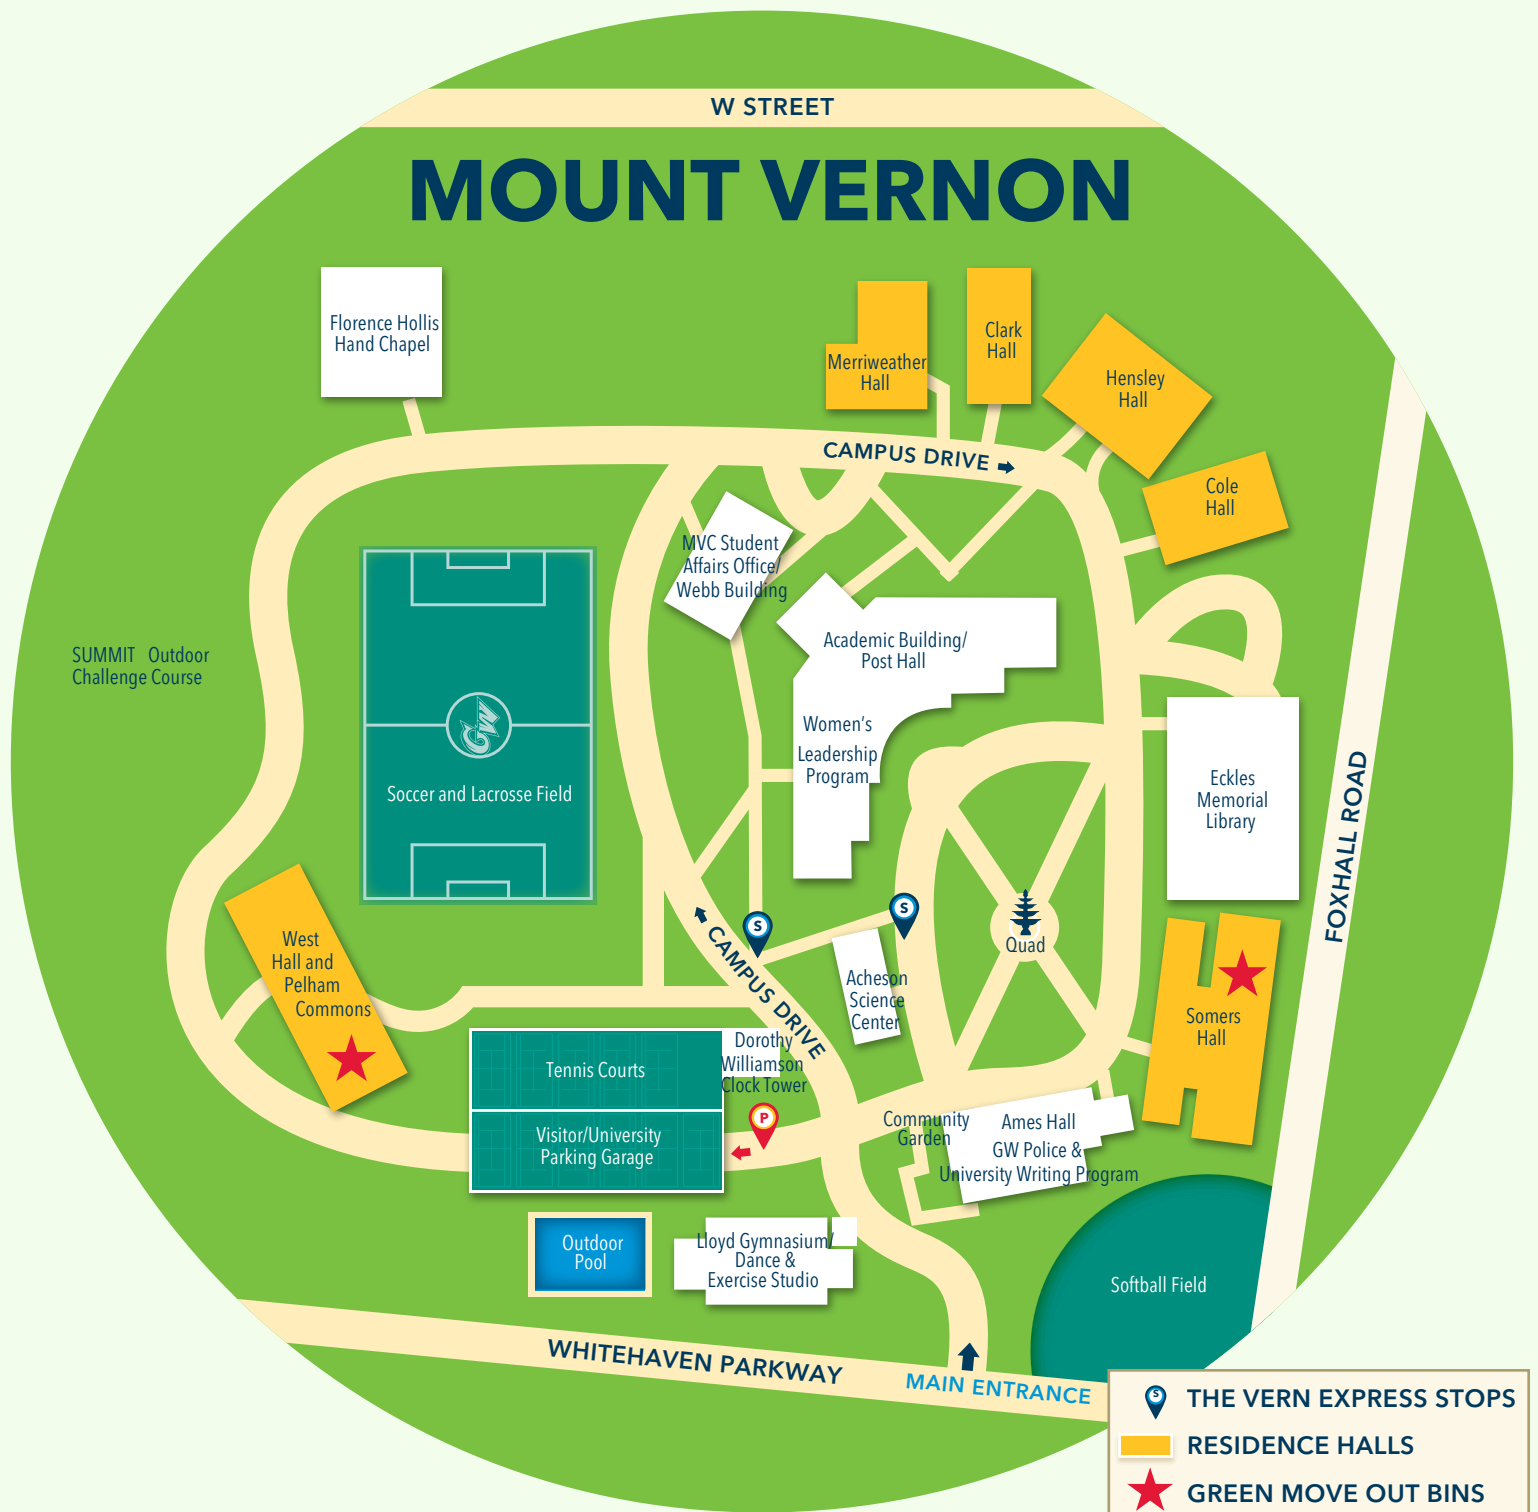 W STREET
MOUNT VERNON
Florence Hollis
Hand Chapel
Merriweather
Hall
Clark
Hall
Hensley
Hall
Cole
Hall
CAMPUS DRIVE
MVC Student
Affairs Office/
Webb Building
SUMMIT Outdoor
Challenge Course
Academic Building/
Post Hall
Women's
Leadership
Program
GW
Soccer and Lacrosse Field
Eckles
Memorial
Library
FOXHALL ROAD
West
Hall and
Pelham
Commons
S
S
CAMPUS DRIVE
Quad
Acheson
Science
Center
Somers
Hall
Tennis Courts
Dorothy
Williamson
Clock Tower
P
Visitor/University
Parking Garage
Community
Garden
Ames Hall
GW Police &
University Writing Program
Outdoor
Pool
Lloyd Gymnasium/
Dance &
Exercise Studio
Softball Field
WHITEHAVEN PARKWAY
MAIN ENTRANCE
S
THE VERN EXPRESS STOPS
RESIDENCE HALLS
GREEN MOVE OUT BINS